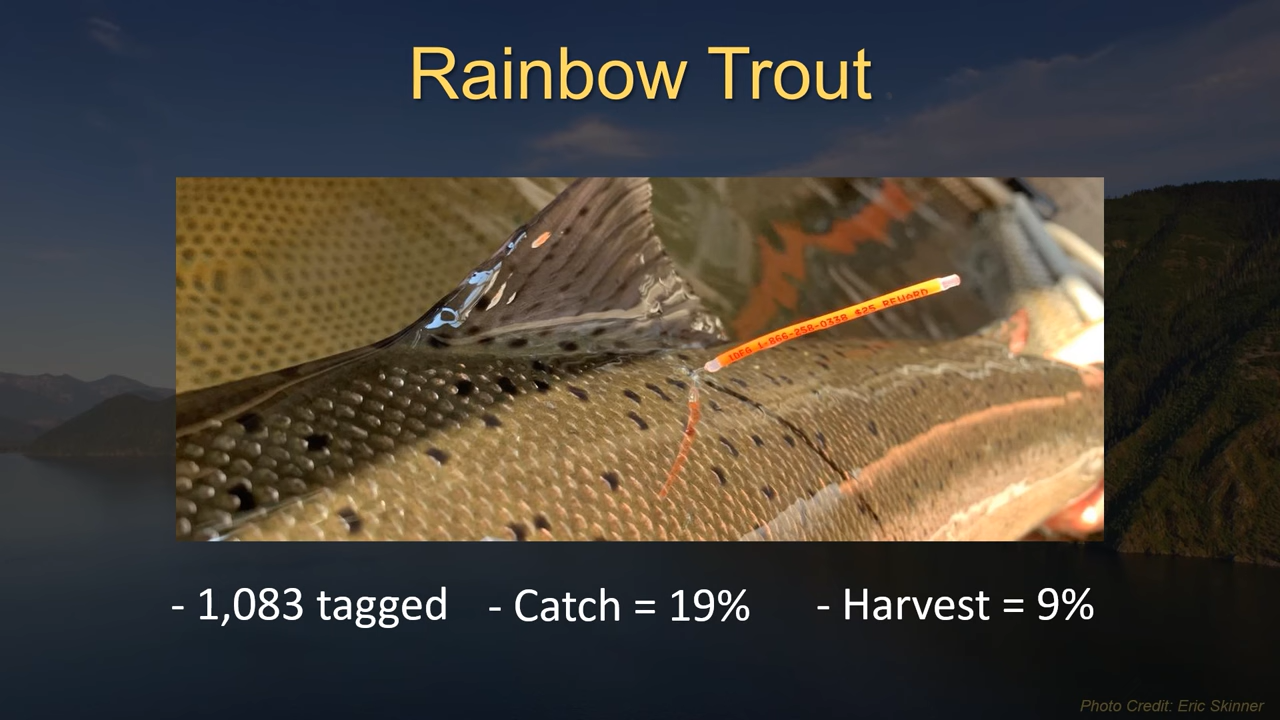 Rainbow Trout
IDFG 1-866-258-0338 $25 REWARD
- 1,083 tagged - Catch = 19% - Harvest = 9%
Photo Credit: Eric Skinner